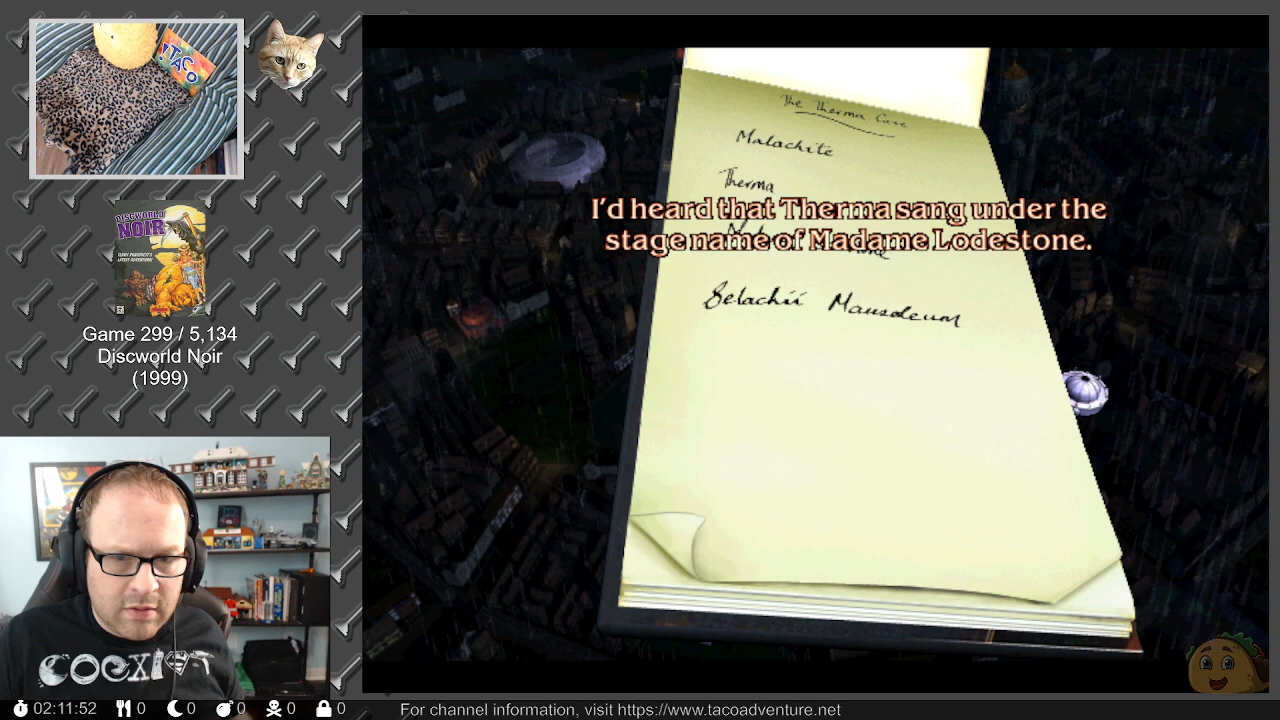 !TACO
DISCWORLD
NOIR
Game 299 / 5,134
Discworld Noir
(1999)
The Therma Case
Malachite
Therma
I'd heard that Therma sang under the
stage name of Madame Lodestone.
Selachii Mausoleum
COEXIST
02:11:52 0 0 0 0 0
For channel information, visit https://www.tacoadventure.net